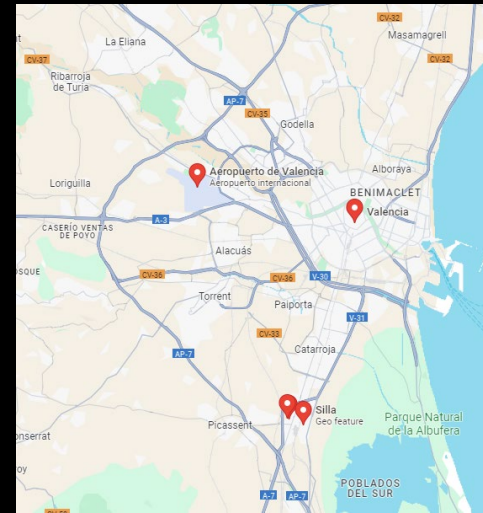 CV-32
Masamagrell
La Eliana
CV-37
CV-32
Ribarroja
de Turia
AP-7
CV-35
Godella
Aeropuerto de Valencia
Aeropuerto internacional
Alboraya
Loriguilla
BENIMACLET
Valencia
A-3
CASERÍO VENTAS
DE POYO
Alacuás
OSQUE
CV-36
CV-36
V-30
Torrent
Paiporta
V-31
CV-33
AP-7
Catarroja
Silla
Geo feature
Picassent
Parque Natural
de la Albufera
onserrat
roy
POBLADOS
DEL SUR
A-7
AP-7